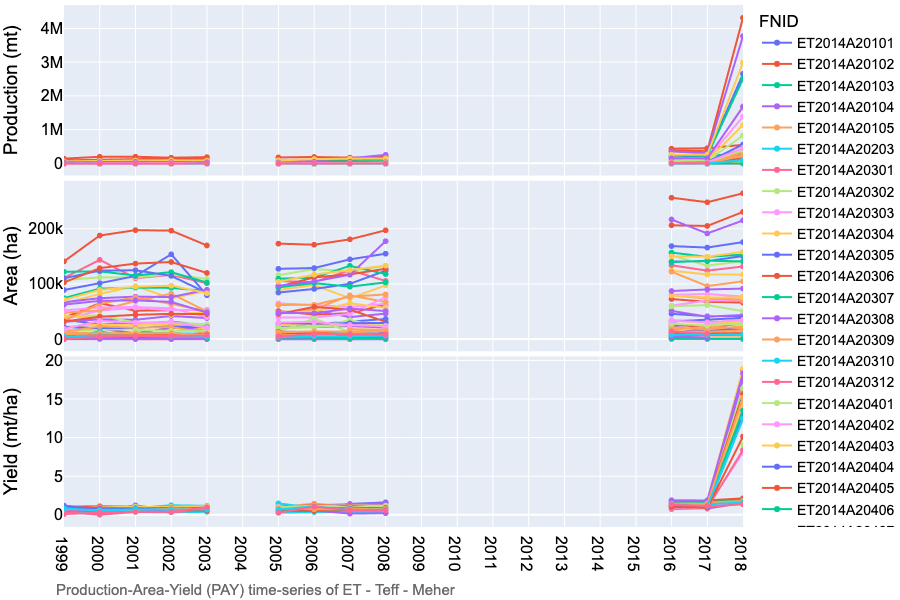 Production (mt)
4M
3M
2M
1M
0
Area (ha)
200k
100k
0
Yield (mt/ha)
20
15
10
5
0
1999
2000
2001
2002
2003
2004
2005
2006
2007
2008
2009
2010
2011
2012
2013
2014
2015
2016
2017
2018
Production-Area-Yield (PAY) time-series of ET - Teff - Meher
FNID
ET2014A20101
ET2014A20102
ET2014A20103
ET2014A20104
ET2014A20105
ET2014A20203
ET2014A20301
ET2014A20302
ET2014A20303
ET2014A20304
ET2014A20305
ET2014A20306
ET2014A20307
ET2014A20308
ET2014A20309
ET2014A20310
ET2014A20312
ET2014A20401
ET2014A20402
ET2014A20403
ET2014A20404
ET2014A20405
ET2014A20406